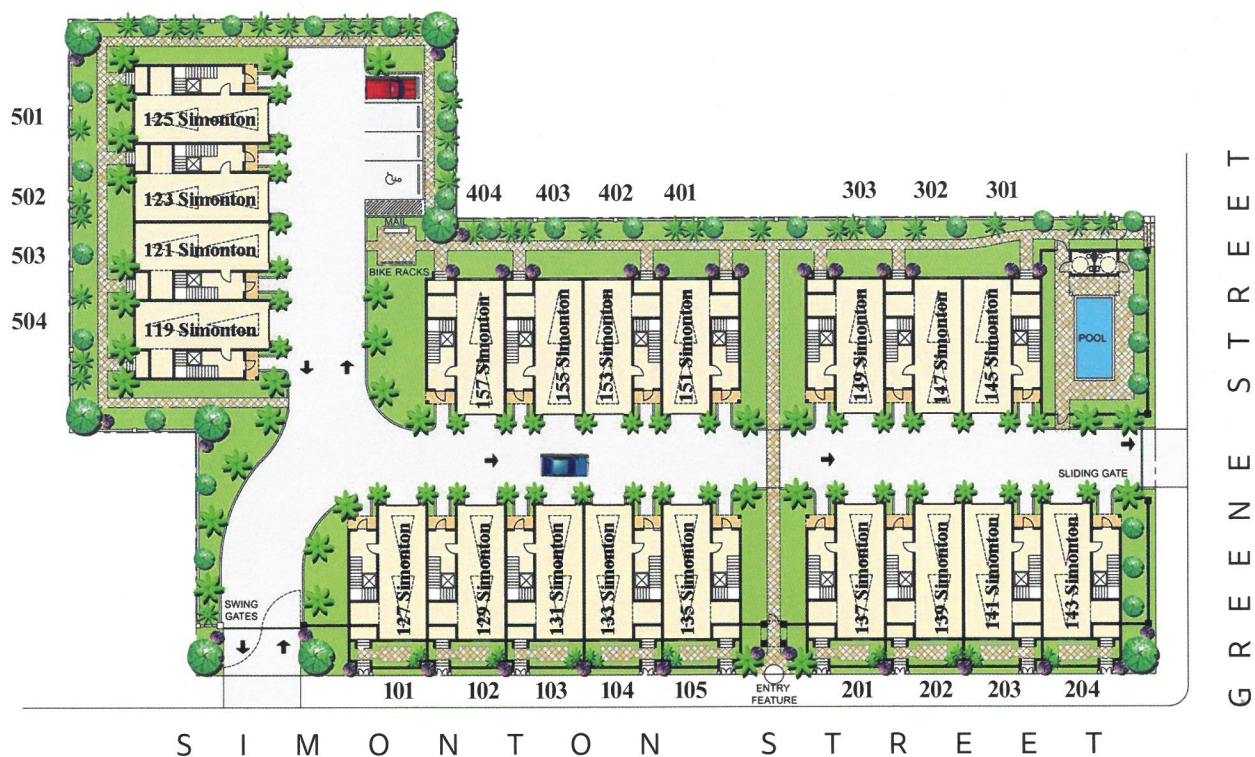 501
125 Simonton
502
123 Simonton
503
121 Simonton
504
119 Simonton
MAIL
BIKE RACKS
404
403
402
401
303
302
301
157 Simonton
155 Simonton
153 Simonton
151 Simonton
149 Simonton
147 Simonton
145 Simonton
POOL
SLIDING GATE
SWING
GATES
127 Simonton
129 Simonton
131 Simonton
133 Simonton
135 Simonton
137 Simonton
139 Simonton
141 Simonton
143 Simonton
101
102
103
104
105
ENTRY
FEATURE
201
202
203
204
SIMONTON STREET
GREENE STREET